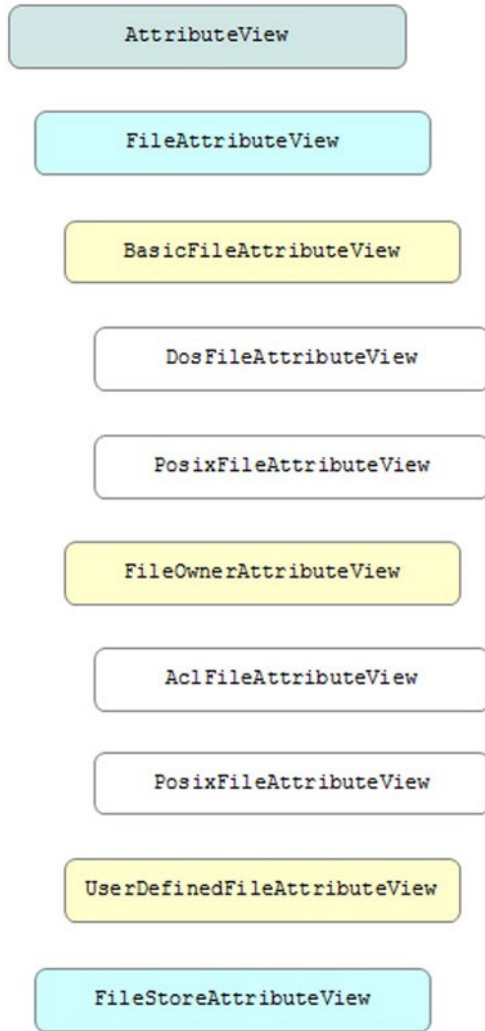 AttributeView
FileAttributeView
BasicFileAttributeView
DosFileAttributeView
PosixFileAttributeView
FileOwnerAttributeView
AclFileAttributeView
PosixFileAttributeView
UserDefinedFileAttributeView
FileStoreAttributeView